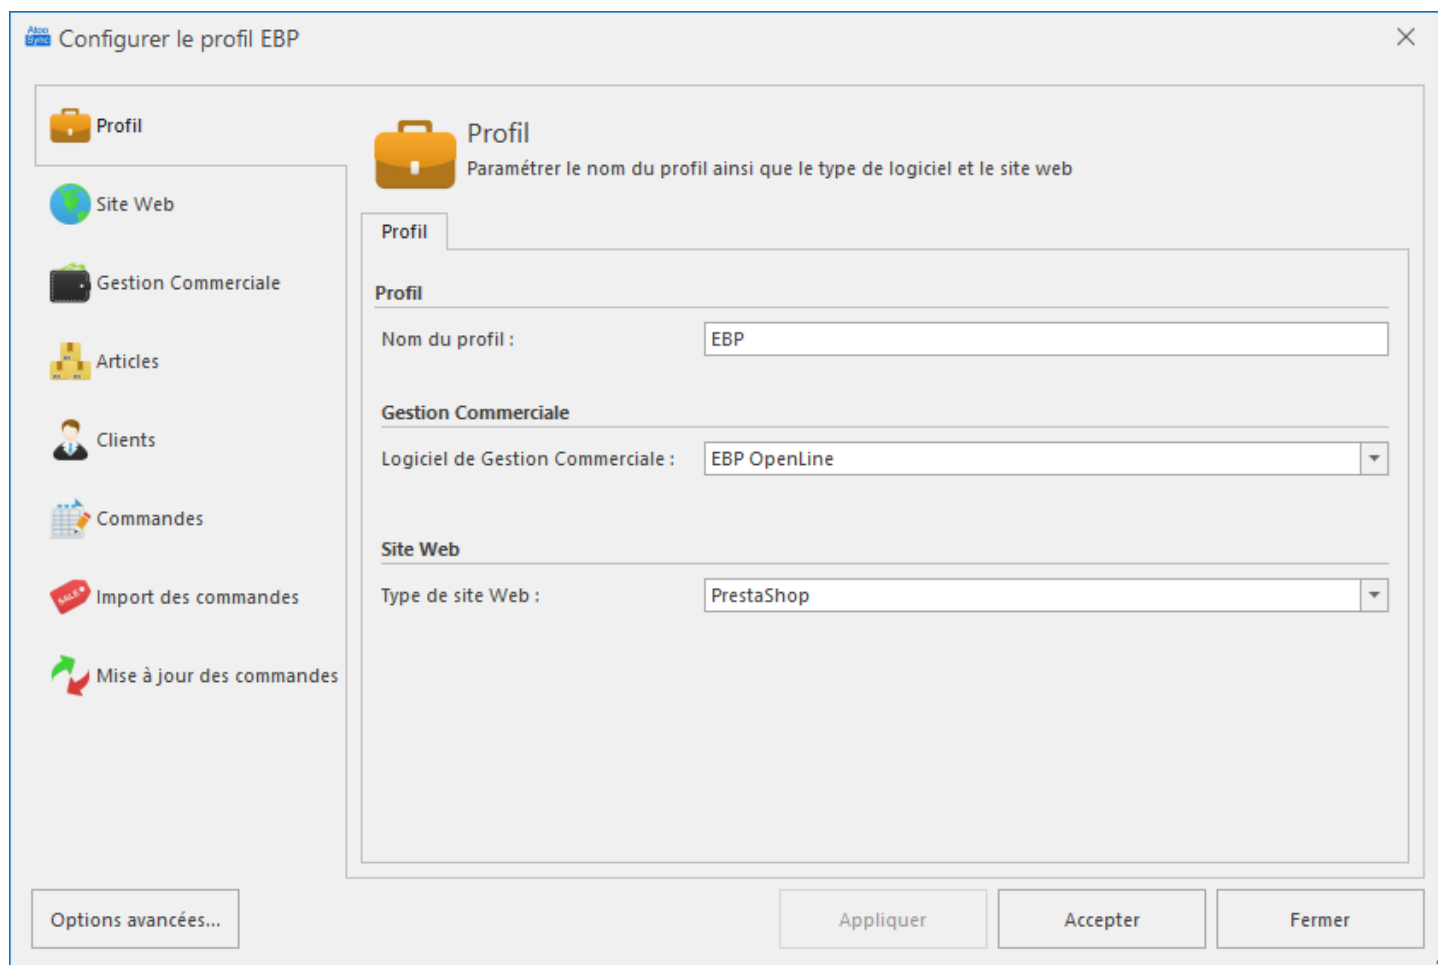 Atoo
Sync
Configurer le profil EBP
Profil
Site Web
Gestion Commerciale
Articles
Clients
Commandes
SALE
Import des commandes
Mise à jour des commandes
Profil
Paramétrer le nom du profil ainsi que le type de logiciel et le site web
Profil
Profil
Nom du profil : EBP
Gestion Commerciale
Logiciel de Gestion Commerciale : EBP OpenLine
Site Web
Type de site Web : PrestaShop
Options avancées...
Appliquer
Accepter
Fermer